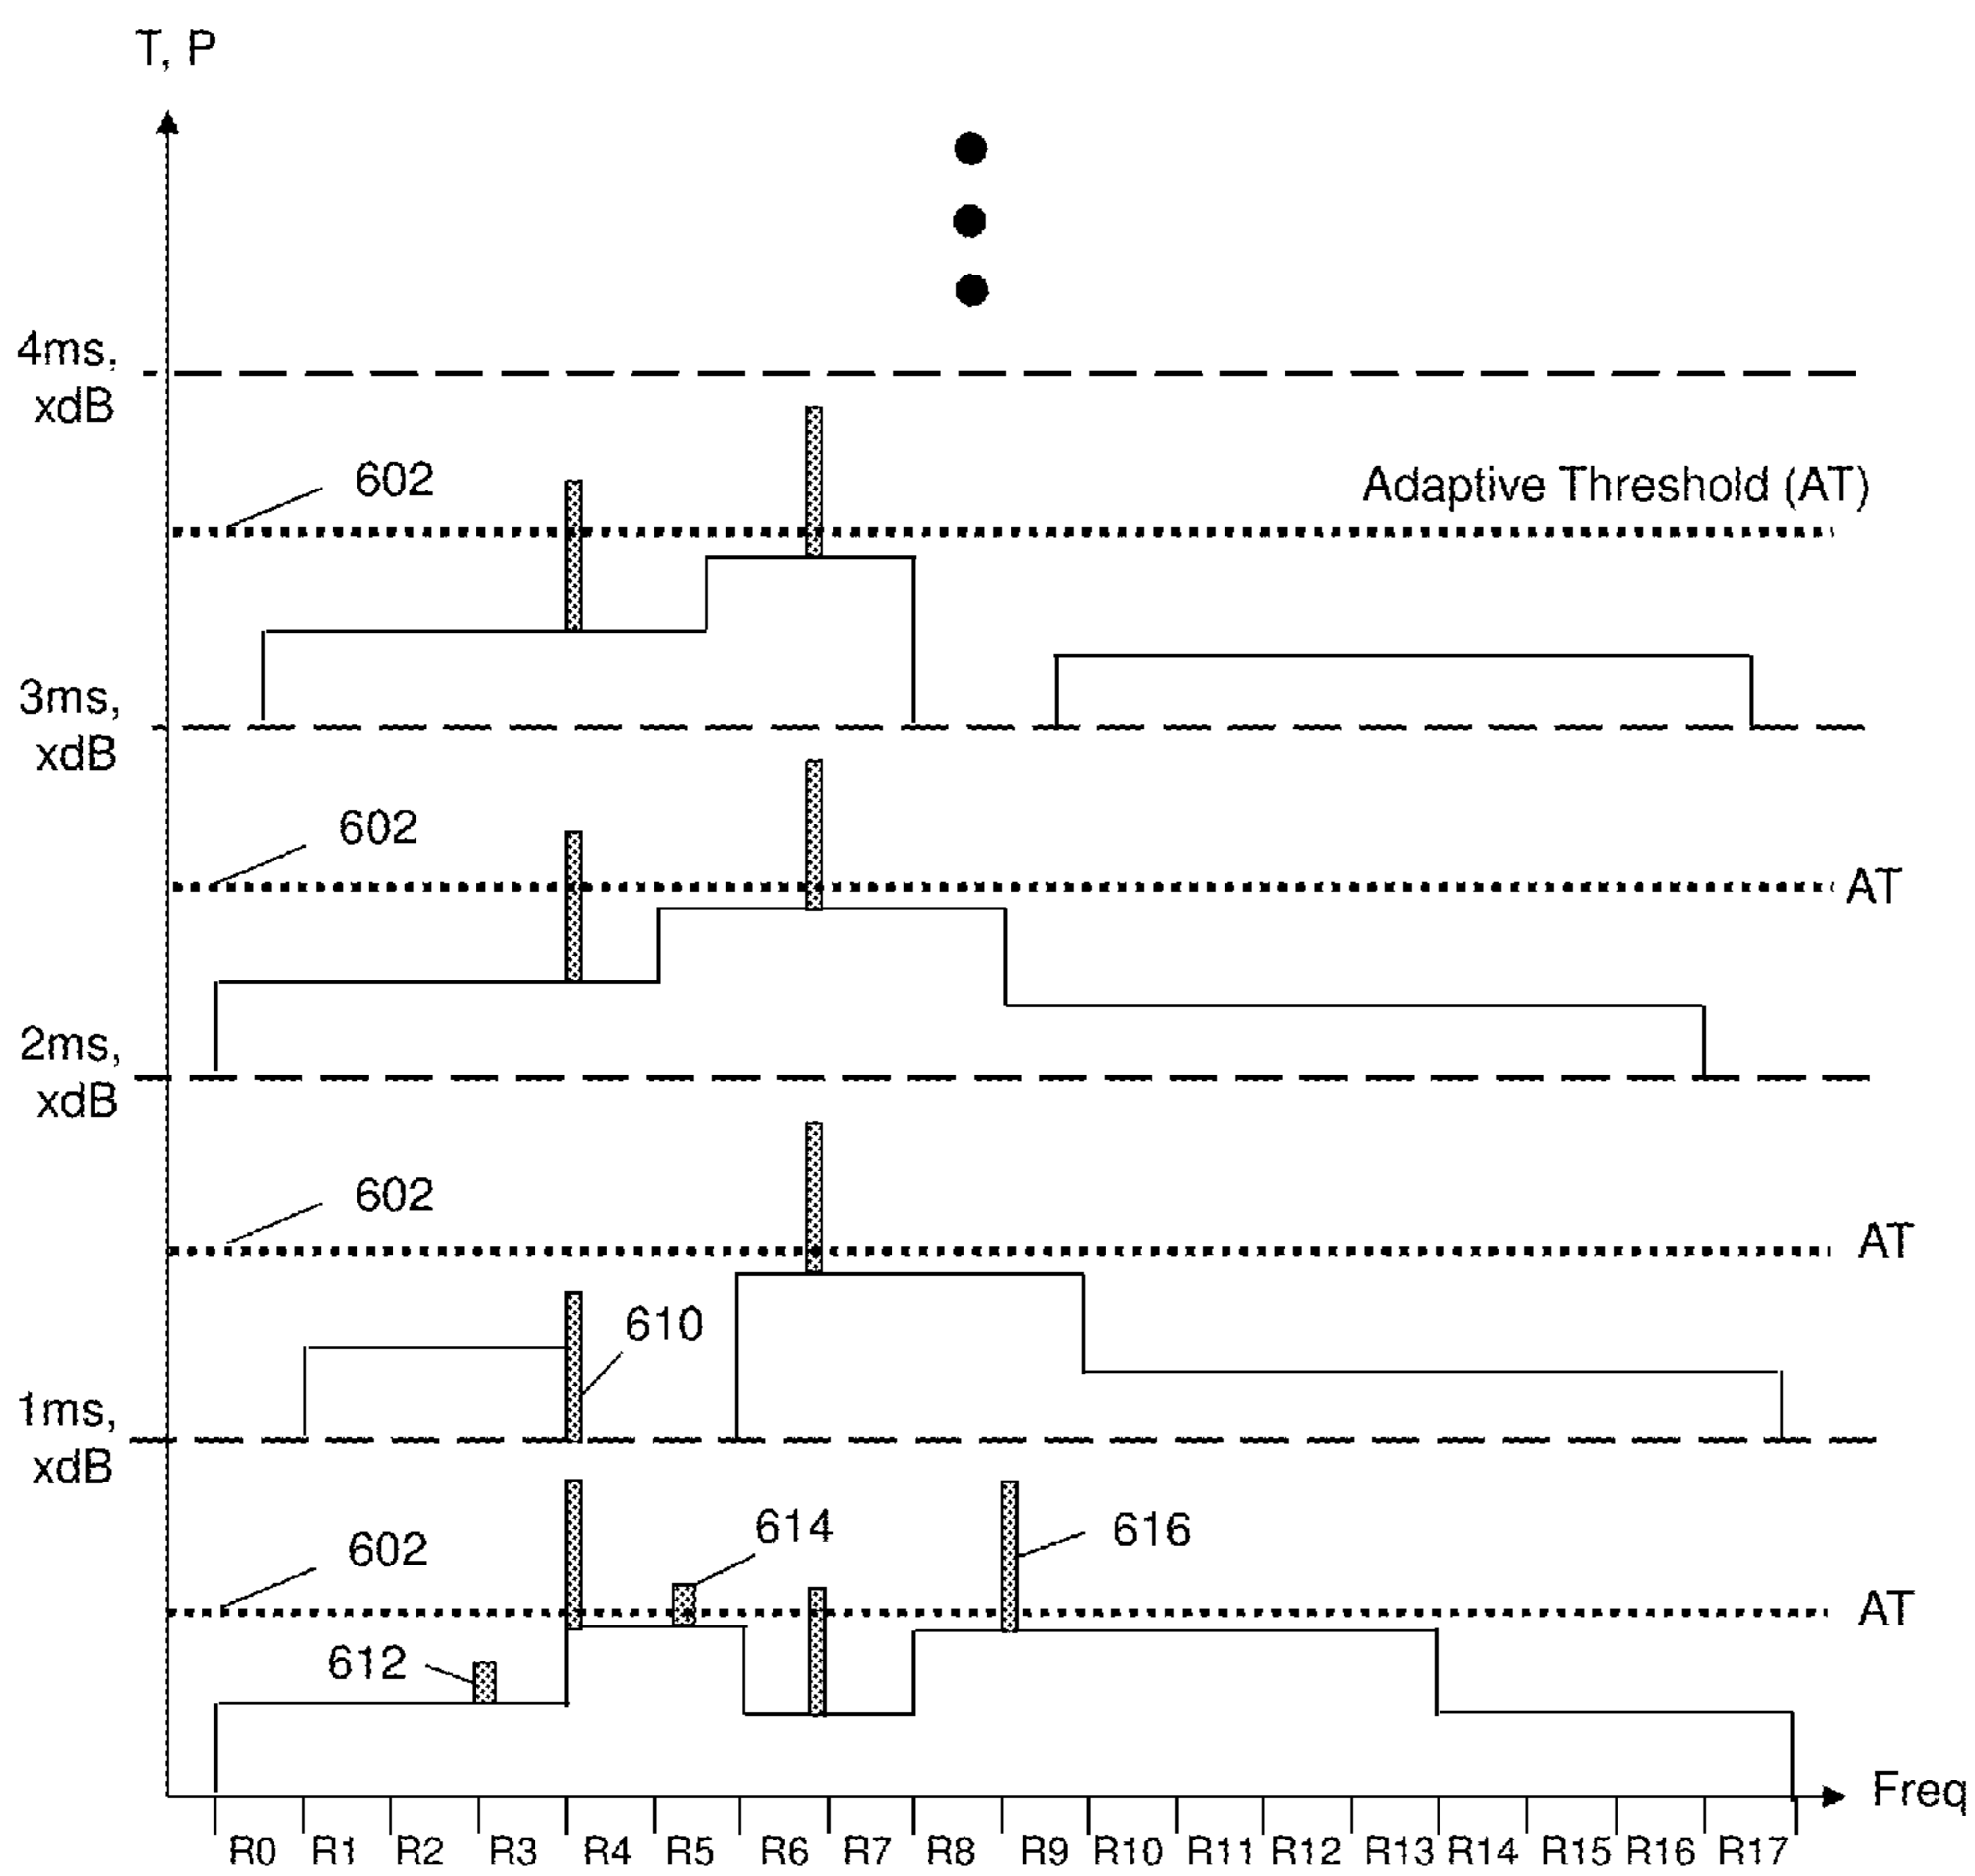 T, P
4ms,
xdB
602
Adaptive Threshold (AT)
3ms,
xdB
602
AT
2ms,
xdB
602
AT
610
1ms,
xdB
614
616
602
AT
612
Freq
R0 R1 R2 R3 R4 R5 R6 R7 R8 R9 R10 R11 R12 R13 R14 R15 R16 R17